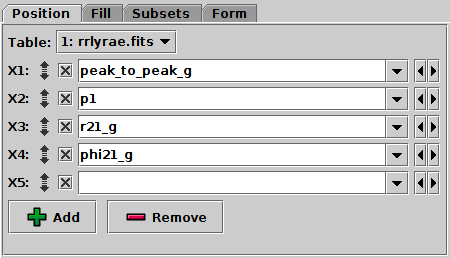 Position Fill Subsets Form
Table: 1: rrlyrae.fits
X1: peak_to_peak_g
X2: p1
X3: r21_g
X4: phi21_g
X5:
Add Remove